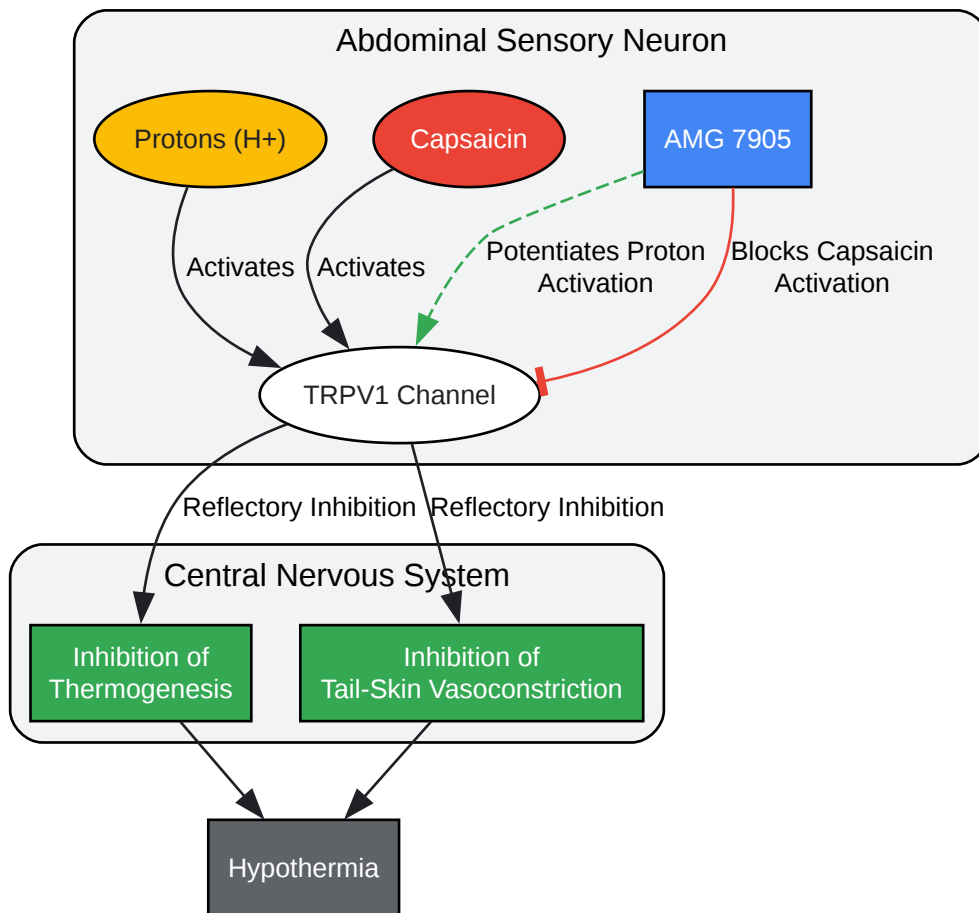 Abdominal Sensory Neuron
Protons (H+)
Capsaicin
AMG 7905
Activates
Activates
Potentiates Proton
Activation
Blocks Capsaicin
Activation
TRPV1 Channel
Reflectory Inhibition
Reflectory Inhibition
Central Nervous System
Inhibition of
Thermogenesis
Inhibition of
Tail-Skin Vasoconstriction
Hypothermia